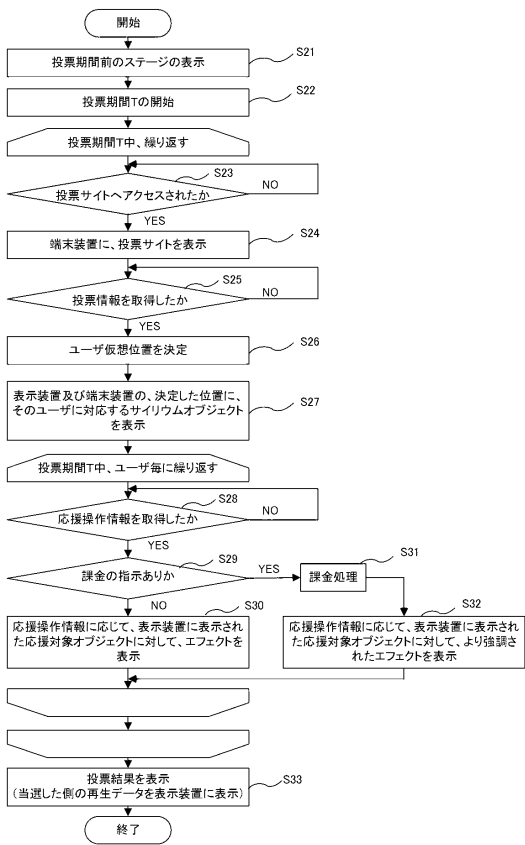 開始
投票期間前のステージの表示
S21
投票期間Tの開始
S22
投票期間T中、繰り返す
S23
投票サイトへアクセスされたか
NO
YES
端末装置に、投票サイトを表示
S24
S25
投票情報を取得したか
NO
YES
ユーザ仮想位置を決定
S26
表示装置及び端末装置の、決定した位置に、
そのユーザに対応するサイリウムオブジェクト
を表示
S27
投票期間T中、ユーザ毎に繰り返す
S28
応援操作情報を取得したか
NO
YES
S29
課金の指示ありか
YES
課金処理
S31
NO
S30
応援操作情報に応じて、表示装置に表示され
た応援対象オブジェクトに対して、エフェクトを
表示
S32
応援操作情報に応じて、表示装置に表示され
た応援対象オブジェクトに対して、より強調さ
れたエフェクトを表示
投票結果を表示
(当選した側の再生データを表示装置に表示)
S33
終了